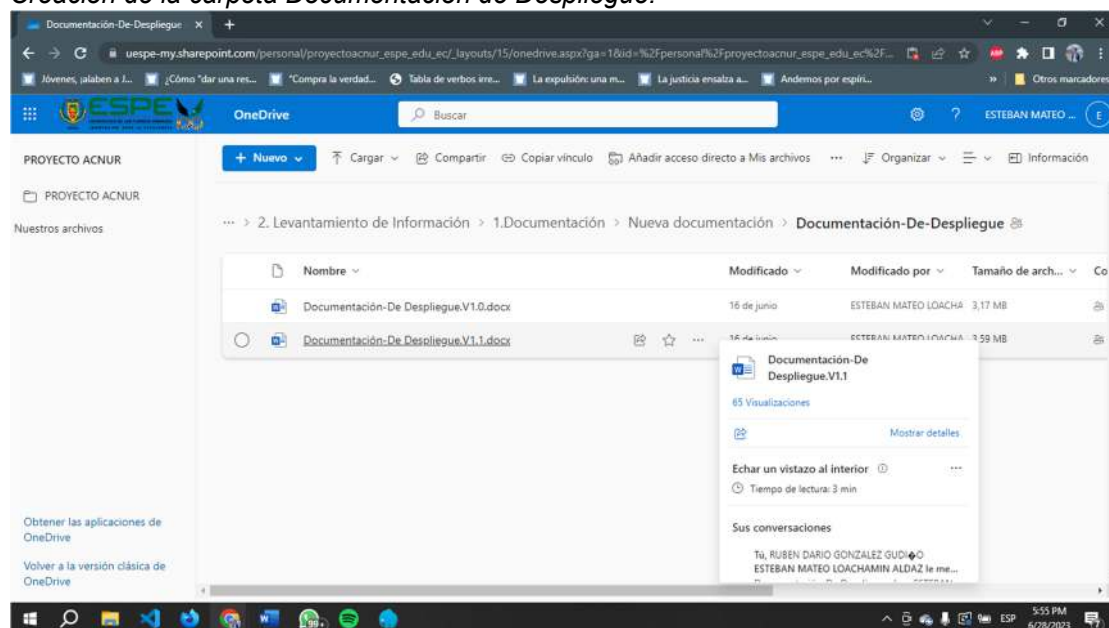 Creación de la carpeta Documentación de Despliegue.
Documentación-De-Despliegue
uespe-my.sharepoint.com/personal/proyectoacnur_espe_edu_ec/_layouts/15/onedrive.aspx?ga=1&id=%2Fpersonal%2Fproyectoacnur_espe_edu_ec%2F...
Jóvenes, ¡alaben a J... ¿Cómo "dar una res... "Compra la verdad... Tabla de verbos irre... La expulsión: una m... La justicia ensalza a... Andemos por espíri... » Otros marcadores
ESPE OneDrive Buscar ? ESTEBAN MATEO ... E
PROYECTO ACNUR
+ Nuevo Cargar Compartir Copiar vínculo Añadir acceso directo a Mis archivos ... Organizar Información
PROYECTO ACNUR
Nuestros archivos
... > 2. Levantamiento de Información > 1.Documentación > Nueva documentación > Documentación-De-Despliegue
Nombre Modificado Modificado por Tamaño de arch... Co
Documentación-De Despliegue.V1.0.docx 16 de junio ESTEBAN MATEO LOACHA 3,17 MB
Documentación-De Despliegue.V1.1.docx ... 16 de junio ESTEBAN MATEO LOACHA 3,59 MB
Documentación-De
Despliegue.V1.1
65 Visualizaciones
Mostrar detalles
Echar un vistazo al interior ...
Tiempo de lectura: 3 min
Sus conversaciones
Tú, RUBEN DARIO GONZALEZ GUDI�O
ESTEBAN MATEO LOACHAMIN ALDAZ le me...
Obtener las aplicaciones de
OneDrive
Volver a la versión clásica de
OneDrive
99+ ESP 5:55 PM
6/28/2023